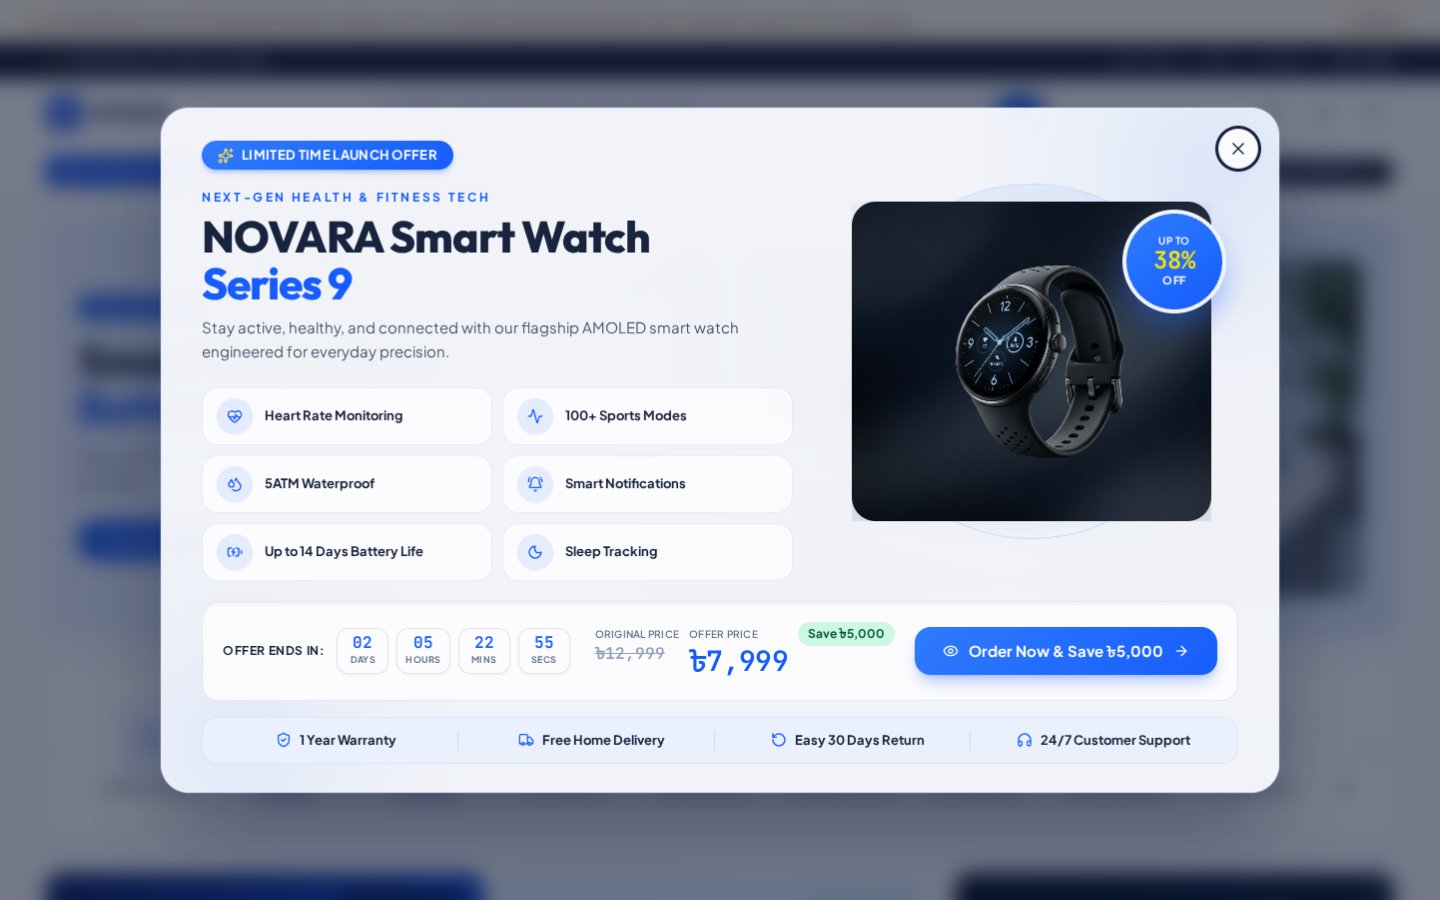 LIMITED TIME LAUNCH OFFER
NEXT-GEN HEALTH & FITNESS TECH
NOVARA Smart Watch
Series 9
Stay active, healthy, and connected with our flagship AMOLED smart watch
engineered for everyday precision.
Heart Rate Monitoring
100+ Sports Modes
5ATM Waterproof
Smart Notifications
Up to 14 Days Battery Life
Sleep Tracking
UP TO
38%
OFF
12
3
6
9
OFFER ENDS IN:
02
DAYS
05
HOURS
22
MINS
55
SECS
ORIGINAL PRICE
৳12,999
OFFER PRICE
৳7,999
Save ৳5,000
Order Now & Save ৳5,000
1 Year Warranty
Free Home Delivery
Easy 30 Days Return
24/7 Customer Support